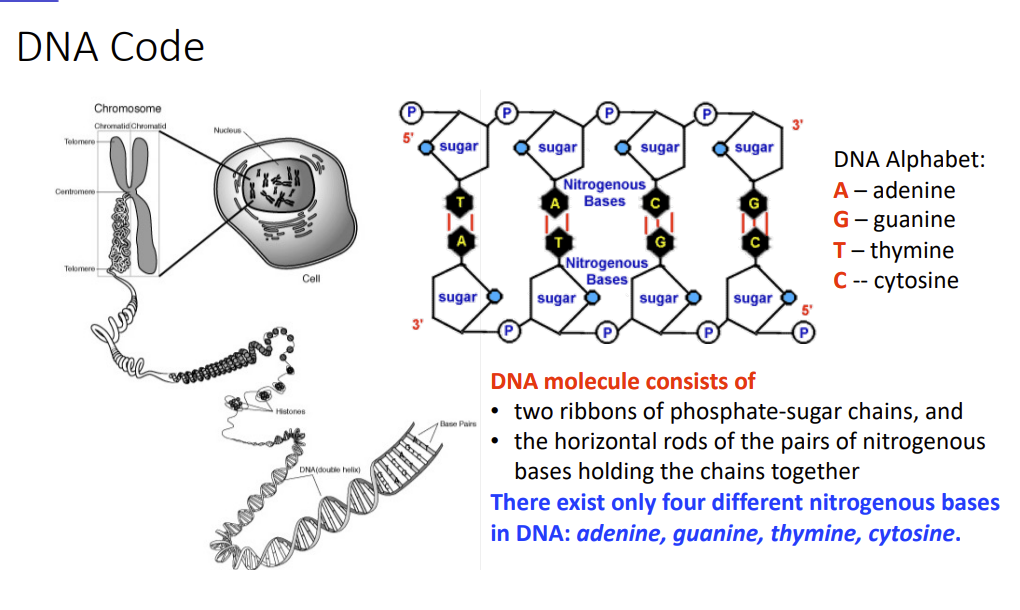 DNA Code
Chromosome
Chromatid Chromatid
Telomere
Centromere
Telomere
Nucleus
Cell
Histones
Base Pairs
DNA(double helix)
P P P P
5' 3'
sugar sugar sugar sugar
Nitrogenous
Bases
T A C G
A T G C
Nitrogenous
Bases
sugar sugar sugar sugar
3' 5'
P P P P
DNA Alphabet:
A – adenine
G – guanine
T – thymine
C -- cytosine
DNA molecule consists of
• two ribbons of phosphate-sugar chains, and
• the horizontal rods of the pairs of nitrogenous
bases holding the chains together
There exist only four different nitrogenous bases
in DNA: adenine, guanine, thymine, cytosine.